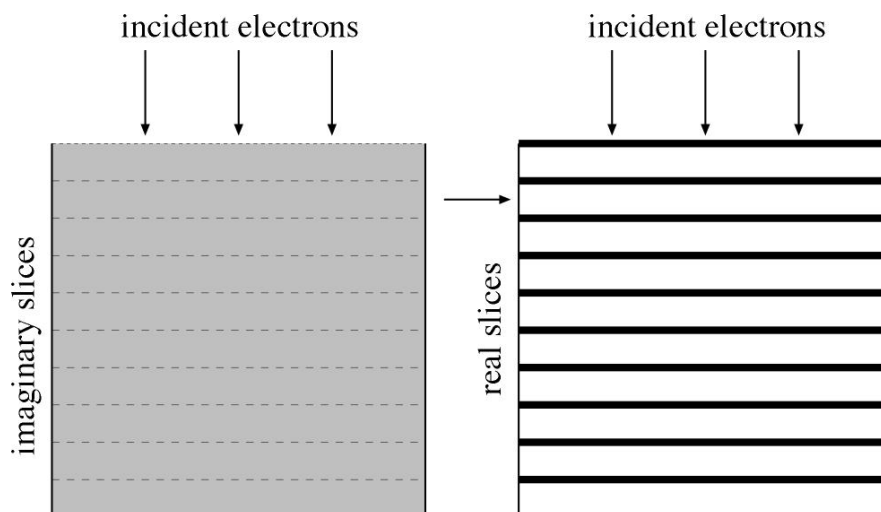 incident electrons
imaginary slices
incident electrons
real slices